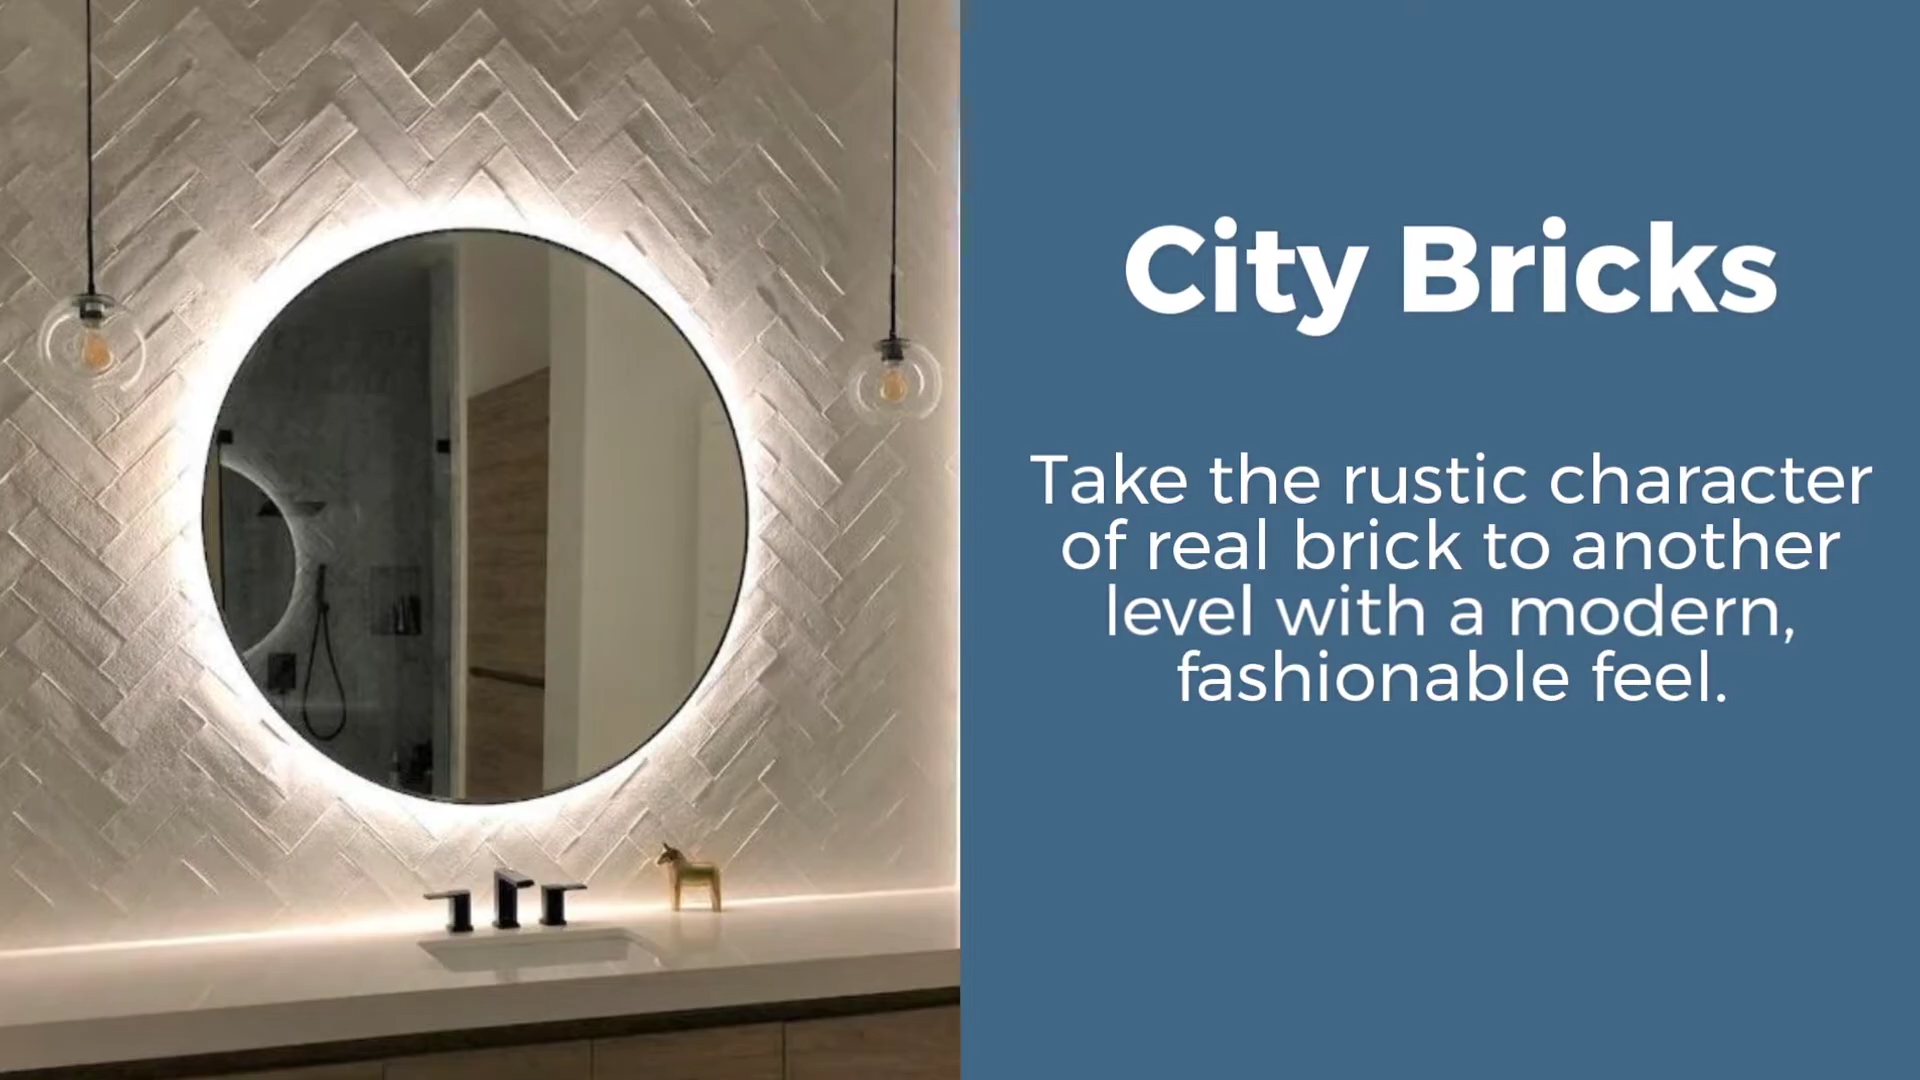 City Bricks
Take the rustic character
of real brick to another
level with a modern,
fashionable feel.